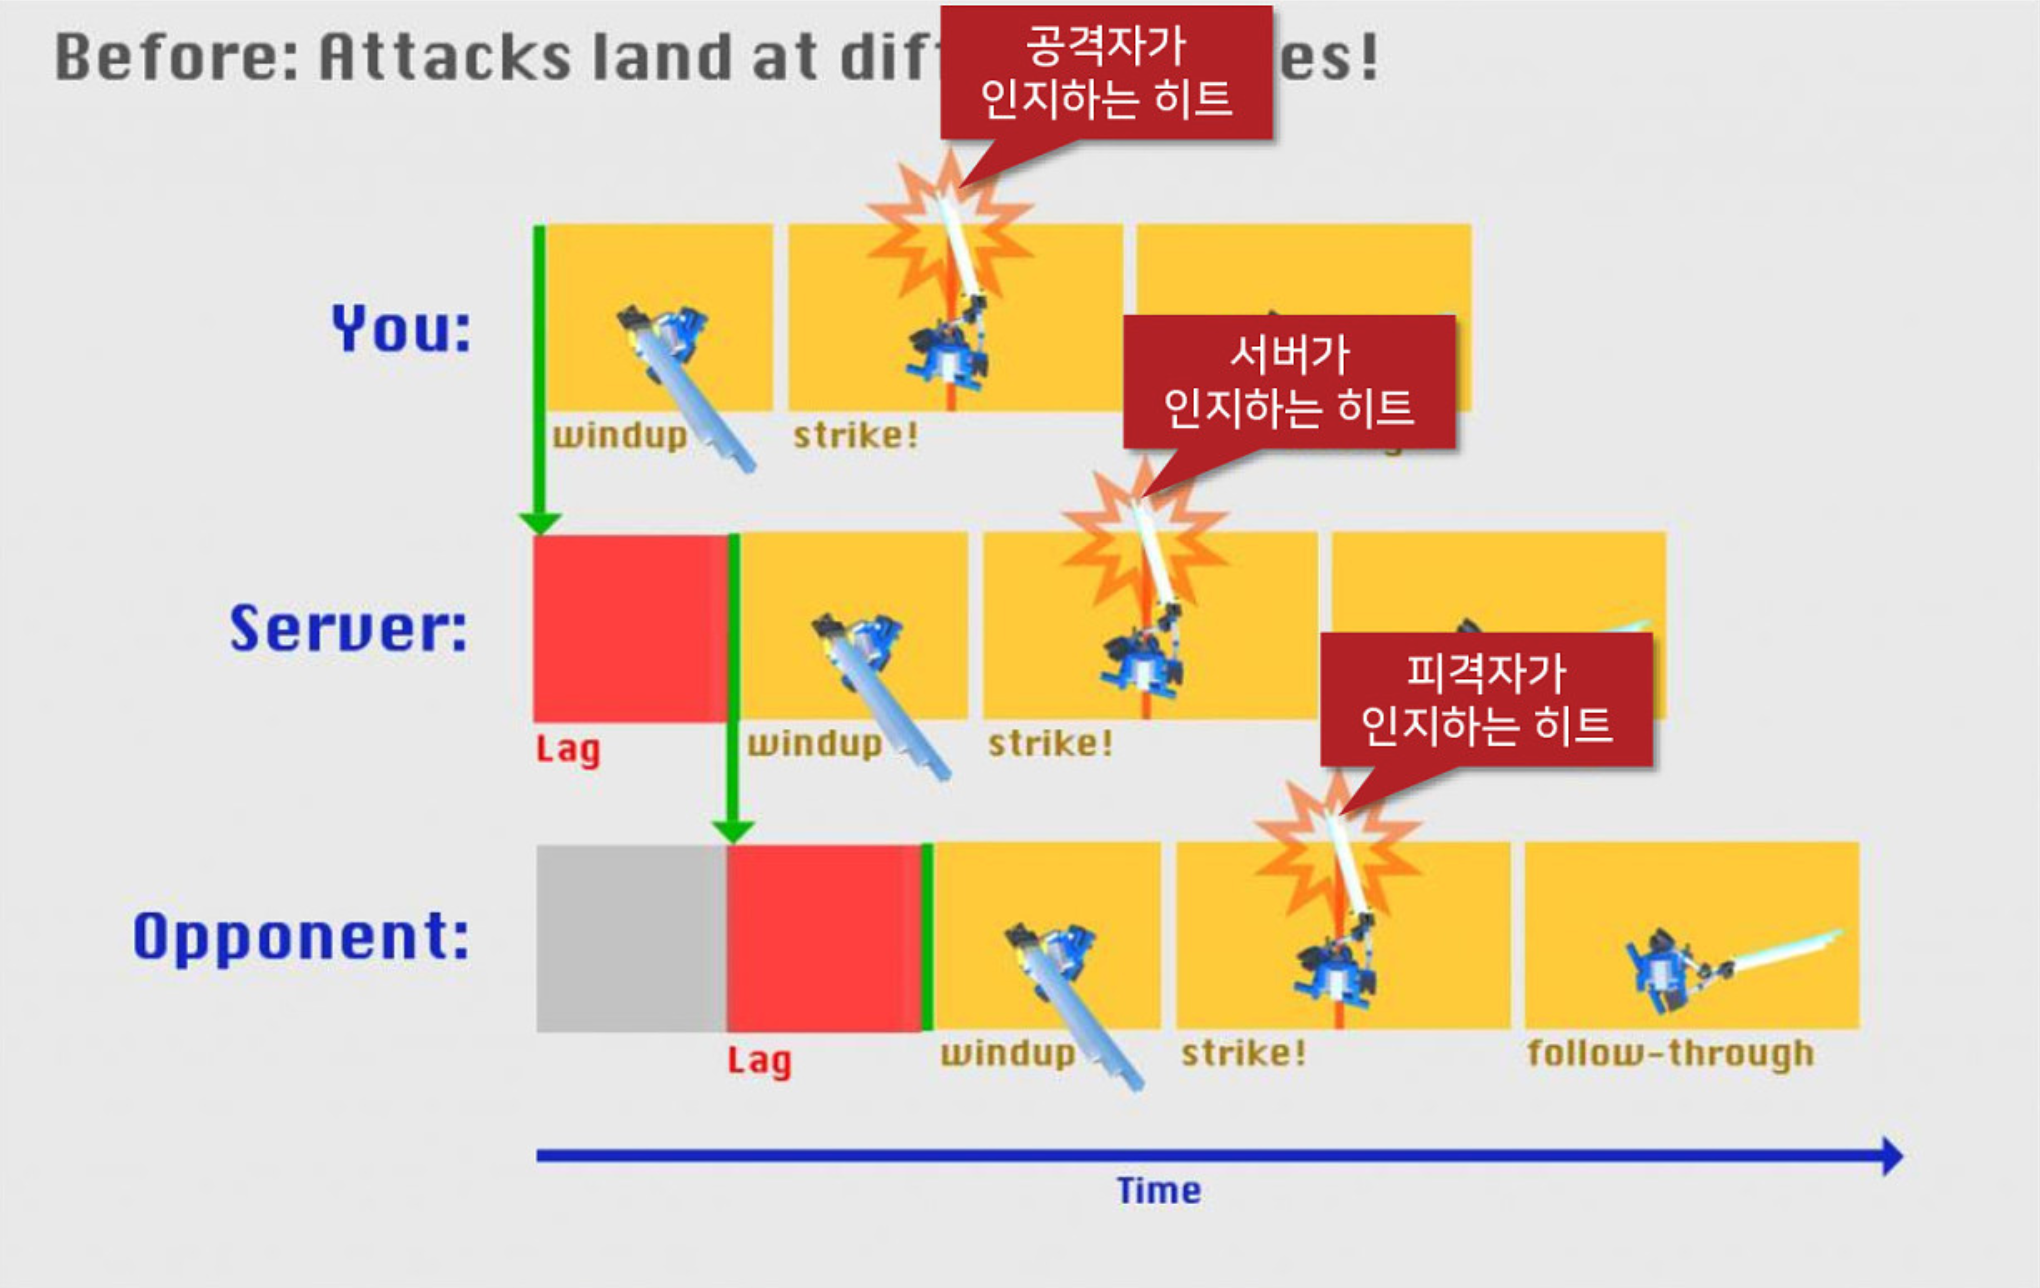 Before: Attacks land at dif es!
공격자가
인지하는 히트
You:
windup
strike!
서버가
인지하는 히트
Server:
Lag
windup
strike!
피격자가
인지하는 히트
Opponent:
Lag
windup
strike!
follow-through
Time